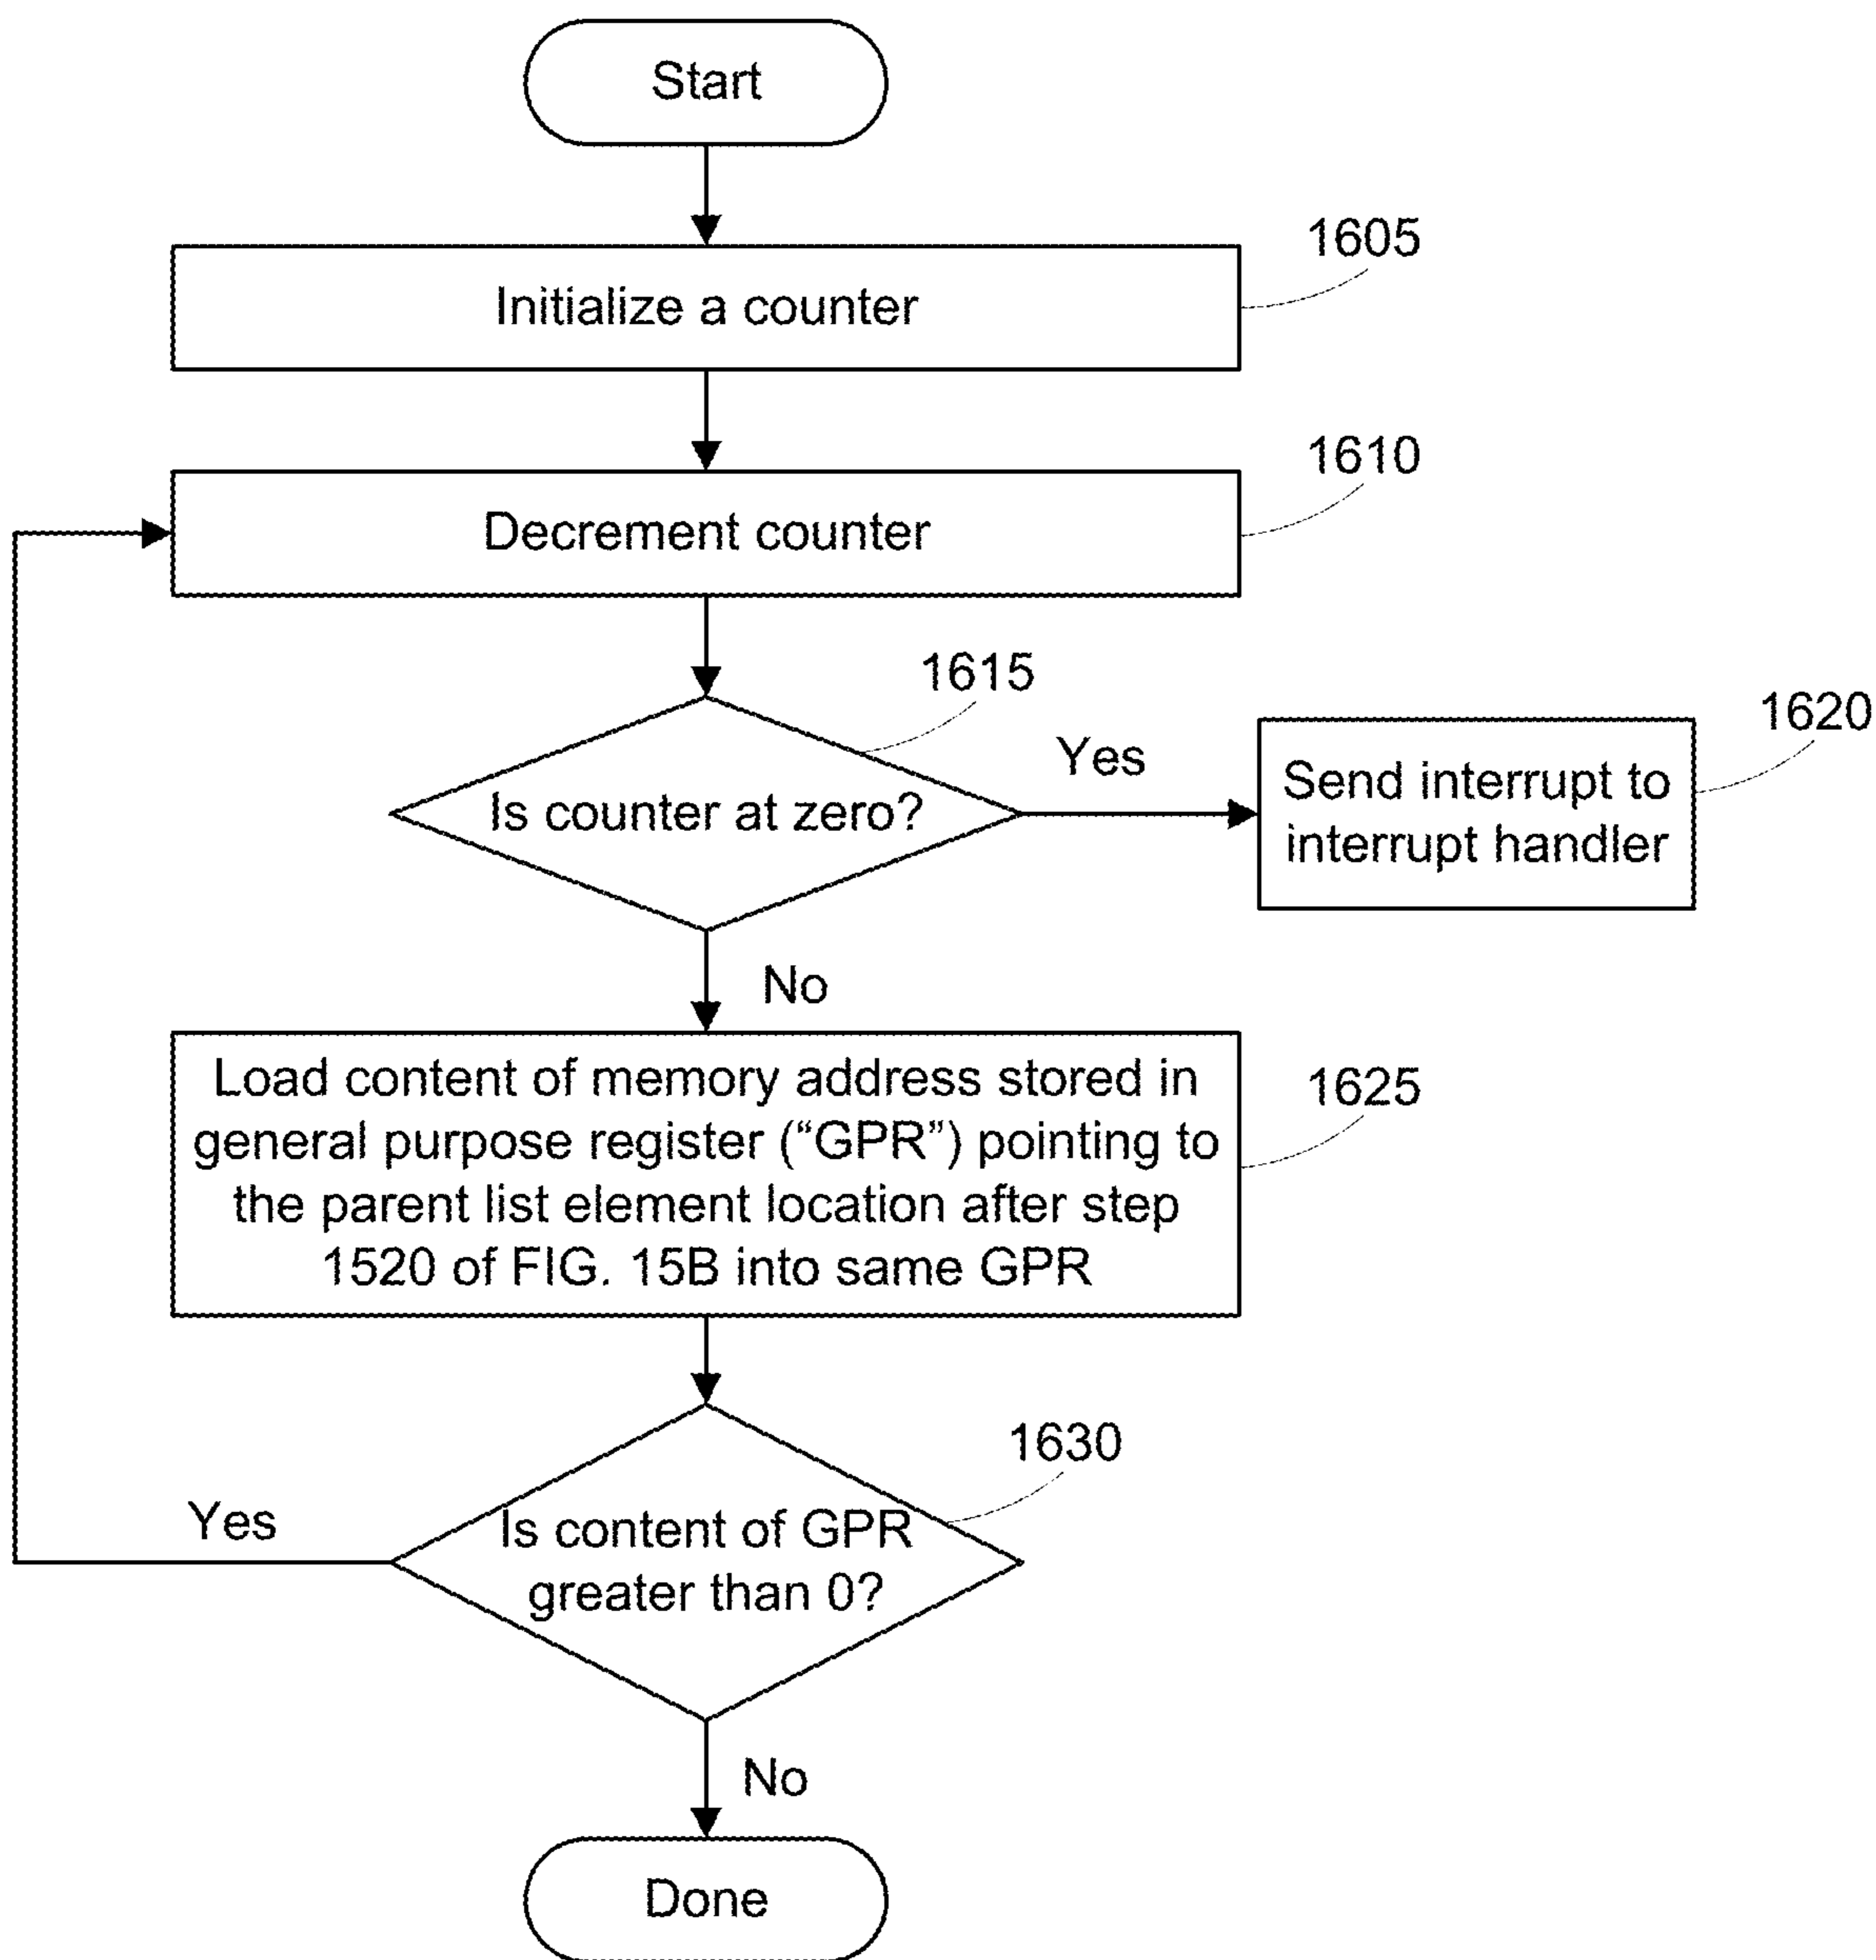 Start
1605
Initialize a counter
1610
Decrement counter
1615
1620
Yes
Send interrupt to
interrupt handler
Is counter at zero?
No
Load content of memory address stored in
general purpose register (“GPR”) pointing to
the parent list element location after step
1520 of FIG. 15B into same GPR
1625
1630
Yes
Is content of GPR
greater than 0?
No
Done